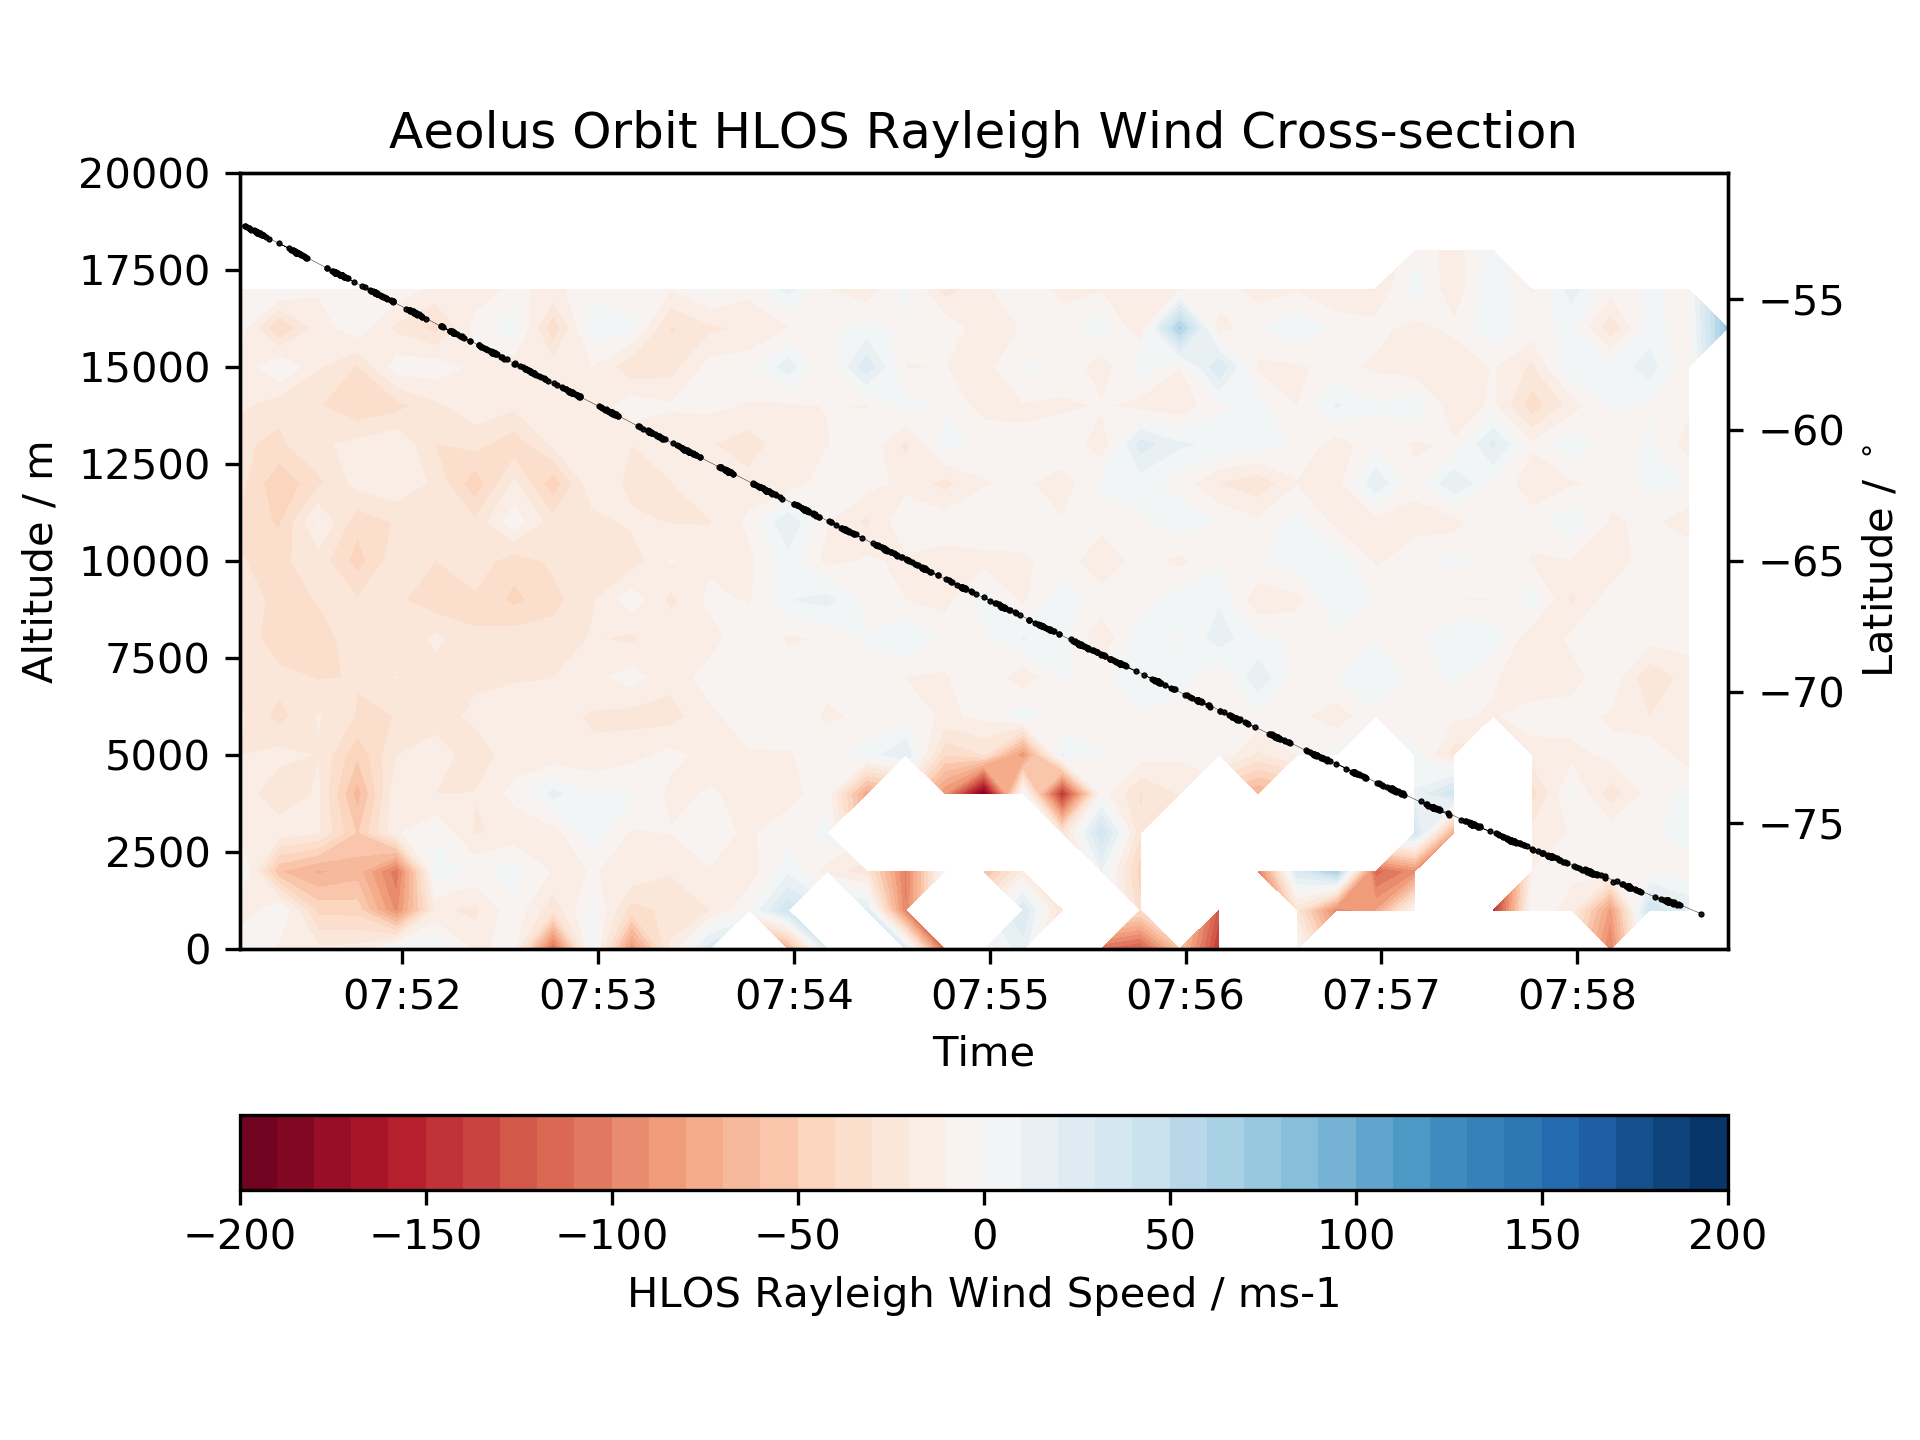 Aeolus Orbit HLOS Rayleigh Wind Cross-section
20000
17500
15000
12500
10000
7500
5000
2500
0
Altitude / m
−55
−60
−65
−70
−75
Latitude / °
07:52 07:53 07:54 07:55 07:56 07:57 07:58
Time
−200 −150 −100 −50 0 50 100 150 200
HLOS Rayleigh Wind Speed / ms-1